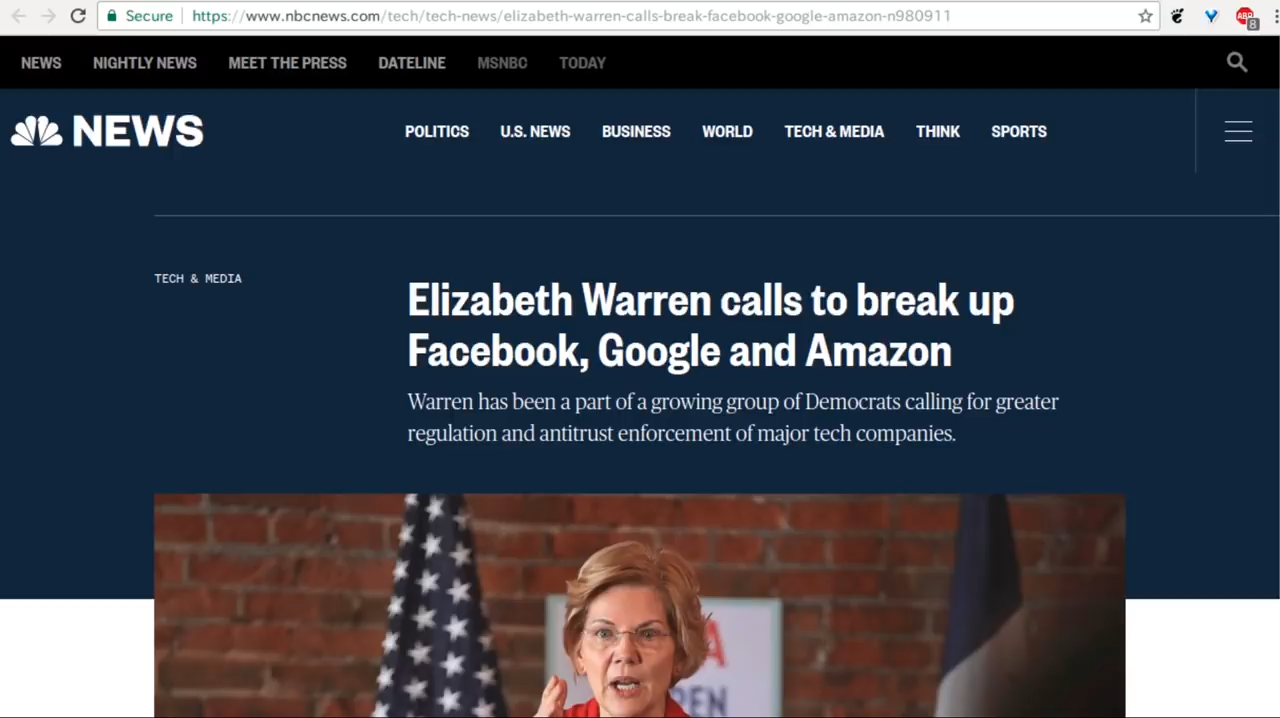 Secure https://www.nbcnews.com/tech/tech-news/elizabeth-warren-calls-break-facebook-google-amazon-n980911
ABP
8
NEWS NIGHTLY NEWS MEET THE PRESS DATELINE MSNBC TODAY
NEWS POLITICS U.S. NEWS BUSINESS WORLD TECH & MEDIA THINK SPORTS
TECH & MEDIA
Elizabeth Warren calls to break up
Facebook, Google and Amazon
Warren has been a part of a growing group of Democrats calling for greater
regulation and antitrust enforcement of major tech companies.